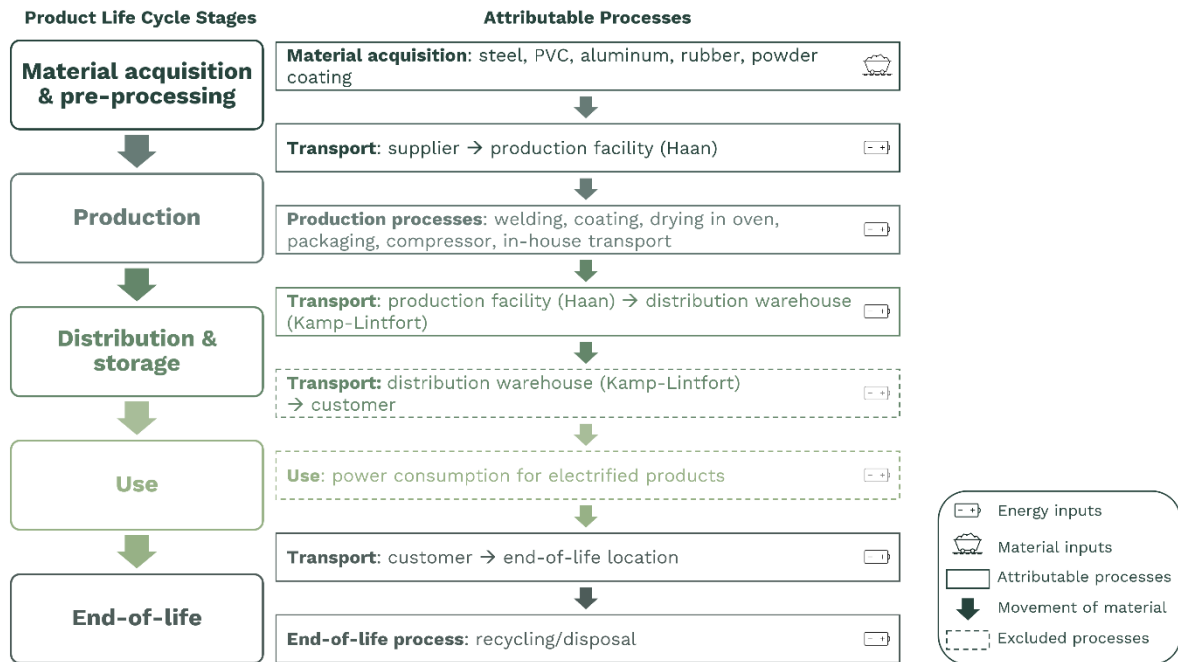 Product Life Cycle Stages
Attributable Processes
Material acquisition
& pre-processing
Material acquisition: steel, PVC, aluminum, rubber, powder
coating
Transport: supplier → production facility (Haan)
Production
Production processes: welding, coating, drying in oven,
packaging, compressor, in-house transport
Distribution &
storage
Transport: production facility (Haan) → distribution warehouse
(Kamp-Lintfort)
Transport: distribution warehouse (Kamp-Lintfort)
→ customer
Use
Use: power consumption for electrified products
Transport: customer → end-of-life location
End-of-life
End-of-life process: recycling/disposal
Energy inputs
Material inputs
Attributable processes
Movement of material
Excluded processes